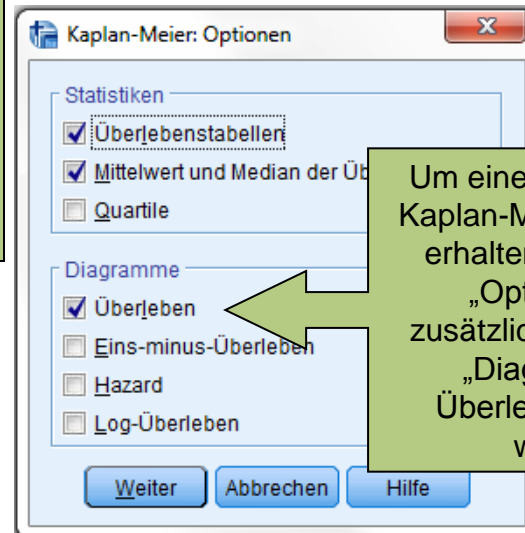 Kaplan-Meier: Optionen
Statistiken
Überlebenstabellen
Mittelwert und Median der Üb
Quartile
Diagramme
Überleben
Eins-minus-Überleben
Hazard
Log-Überleben
Weiter Abbrechen Hilfe
Um eine
Kaplan-M
erhalten
„Opt
zusätzlic
„Diag
Überle
w